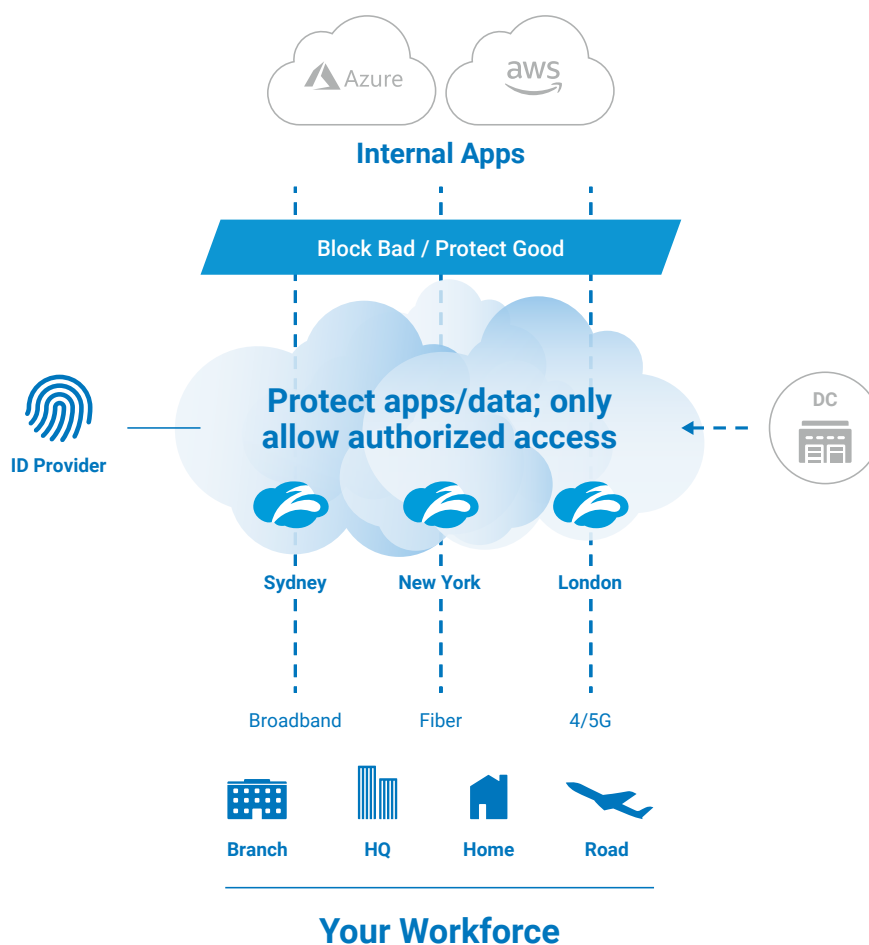 Azure
aws
Internal Apps
Block Bad / Protect Good
Protect apps/data; only
allow authorized access
DC
ID Provider
Sydney
New York
London
Broadband
Fiber
4/5G
Branch
HQ
Home
Road
Your Workforce